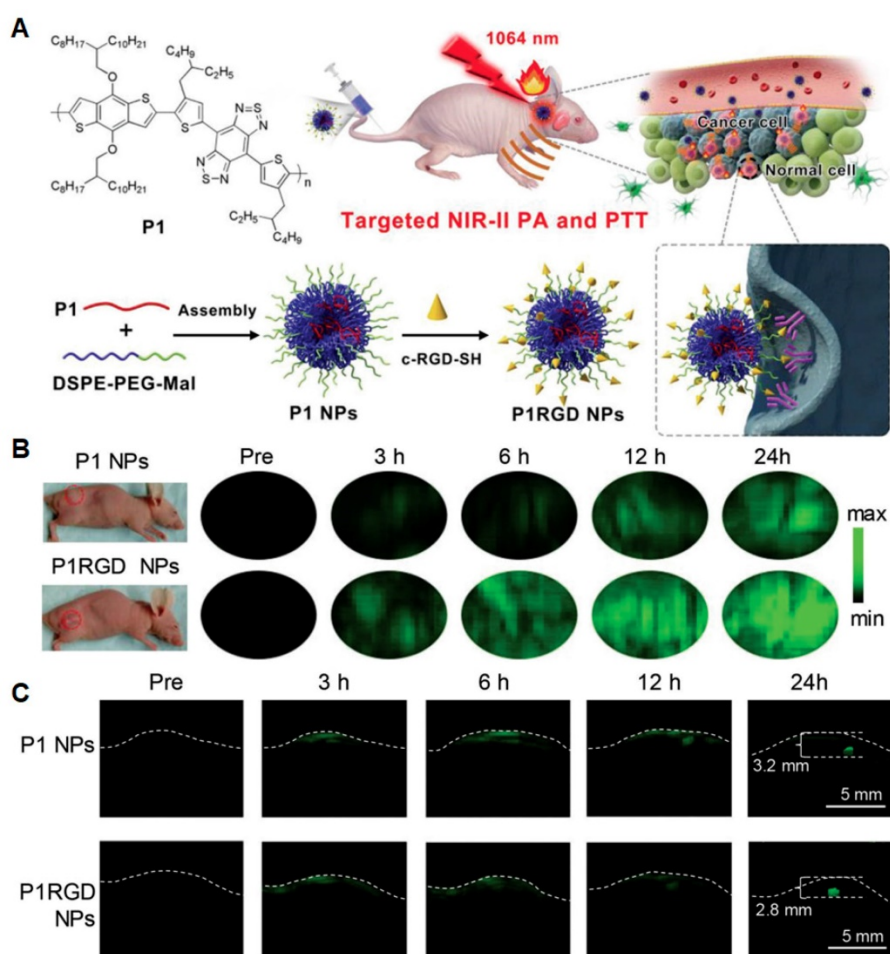 A
C8H17
C10H21
C4H9
C2H5
O
S
S
S
N
S
N
O
N
S
N
S
n
C8H17
C10H21
C2H5
C4H9
P1
1064 nm
Cancer cell
Normal cell
Targeted NIR-II PA and PTT
P1
+
DSPE-PEG-Mal
Assembly
P1 NPs
c-RGD-SH
P1RGD NPs
B
P1 NPs
Pre
3 h
6 h
12 h
24h
P1RGD NPs
max
min
C
Pre
3 h
6 h
12 h
24h
P1 NPs
3.2 mm
5 mm
P1RGD
NPs
2.8 mm
5 mm